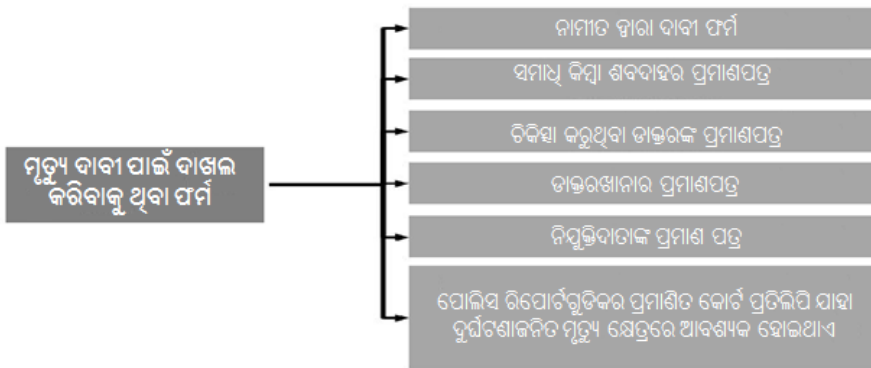 ମୃତ୍ୟୁ ଦାବୀ ପାଇଁ ଦାଖଲ
କରିବାକୁ ଥିବା ଫର୍ମ
ନାମୀତ ଦ୍ୱାରା ଦାବୀ ଫର୍ମ
ସମାଧି କିମ୍ବା ଶବଦାହର ପ୍ରମାଣପତ୍ର
ଚିକିତ୍ସା କରୁଥିବା ଡାକ୍ତରଙ୍କ ପ୍ରମାଣପତ୍ର
ଡାକ୍ତରଖାନାର ପ୍ରମାଣପତ୍ର
ନିଯୁକ୍ତିଦାତାଙ୍କ ପ୍ରମାଣ ପତ୍ର
ପୋଲିସ ରିପୋର୍ଟଗୁଡିକର ପ୍ରମାଣିତ କୋର୍ଟ ପ୍ରତିଲିପି ଯାହା
ଦୁର୍ଘଟଣାଜନିତ ମୃତ୍ୟୁ କ୍ଷେତ୍ରରେ ଆବଶ୍ୟକ ହୋଇଥାଏ